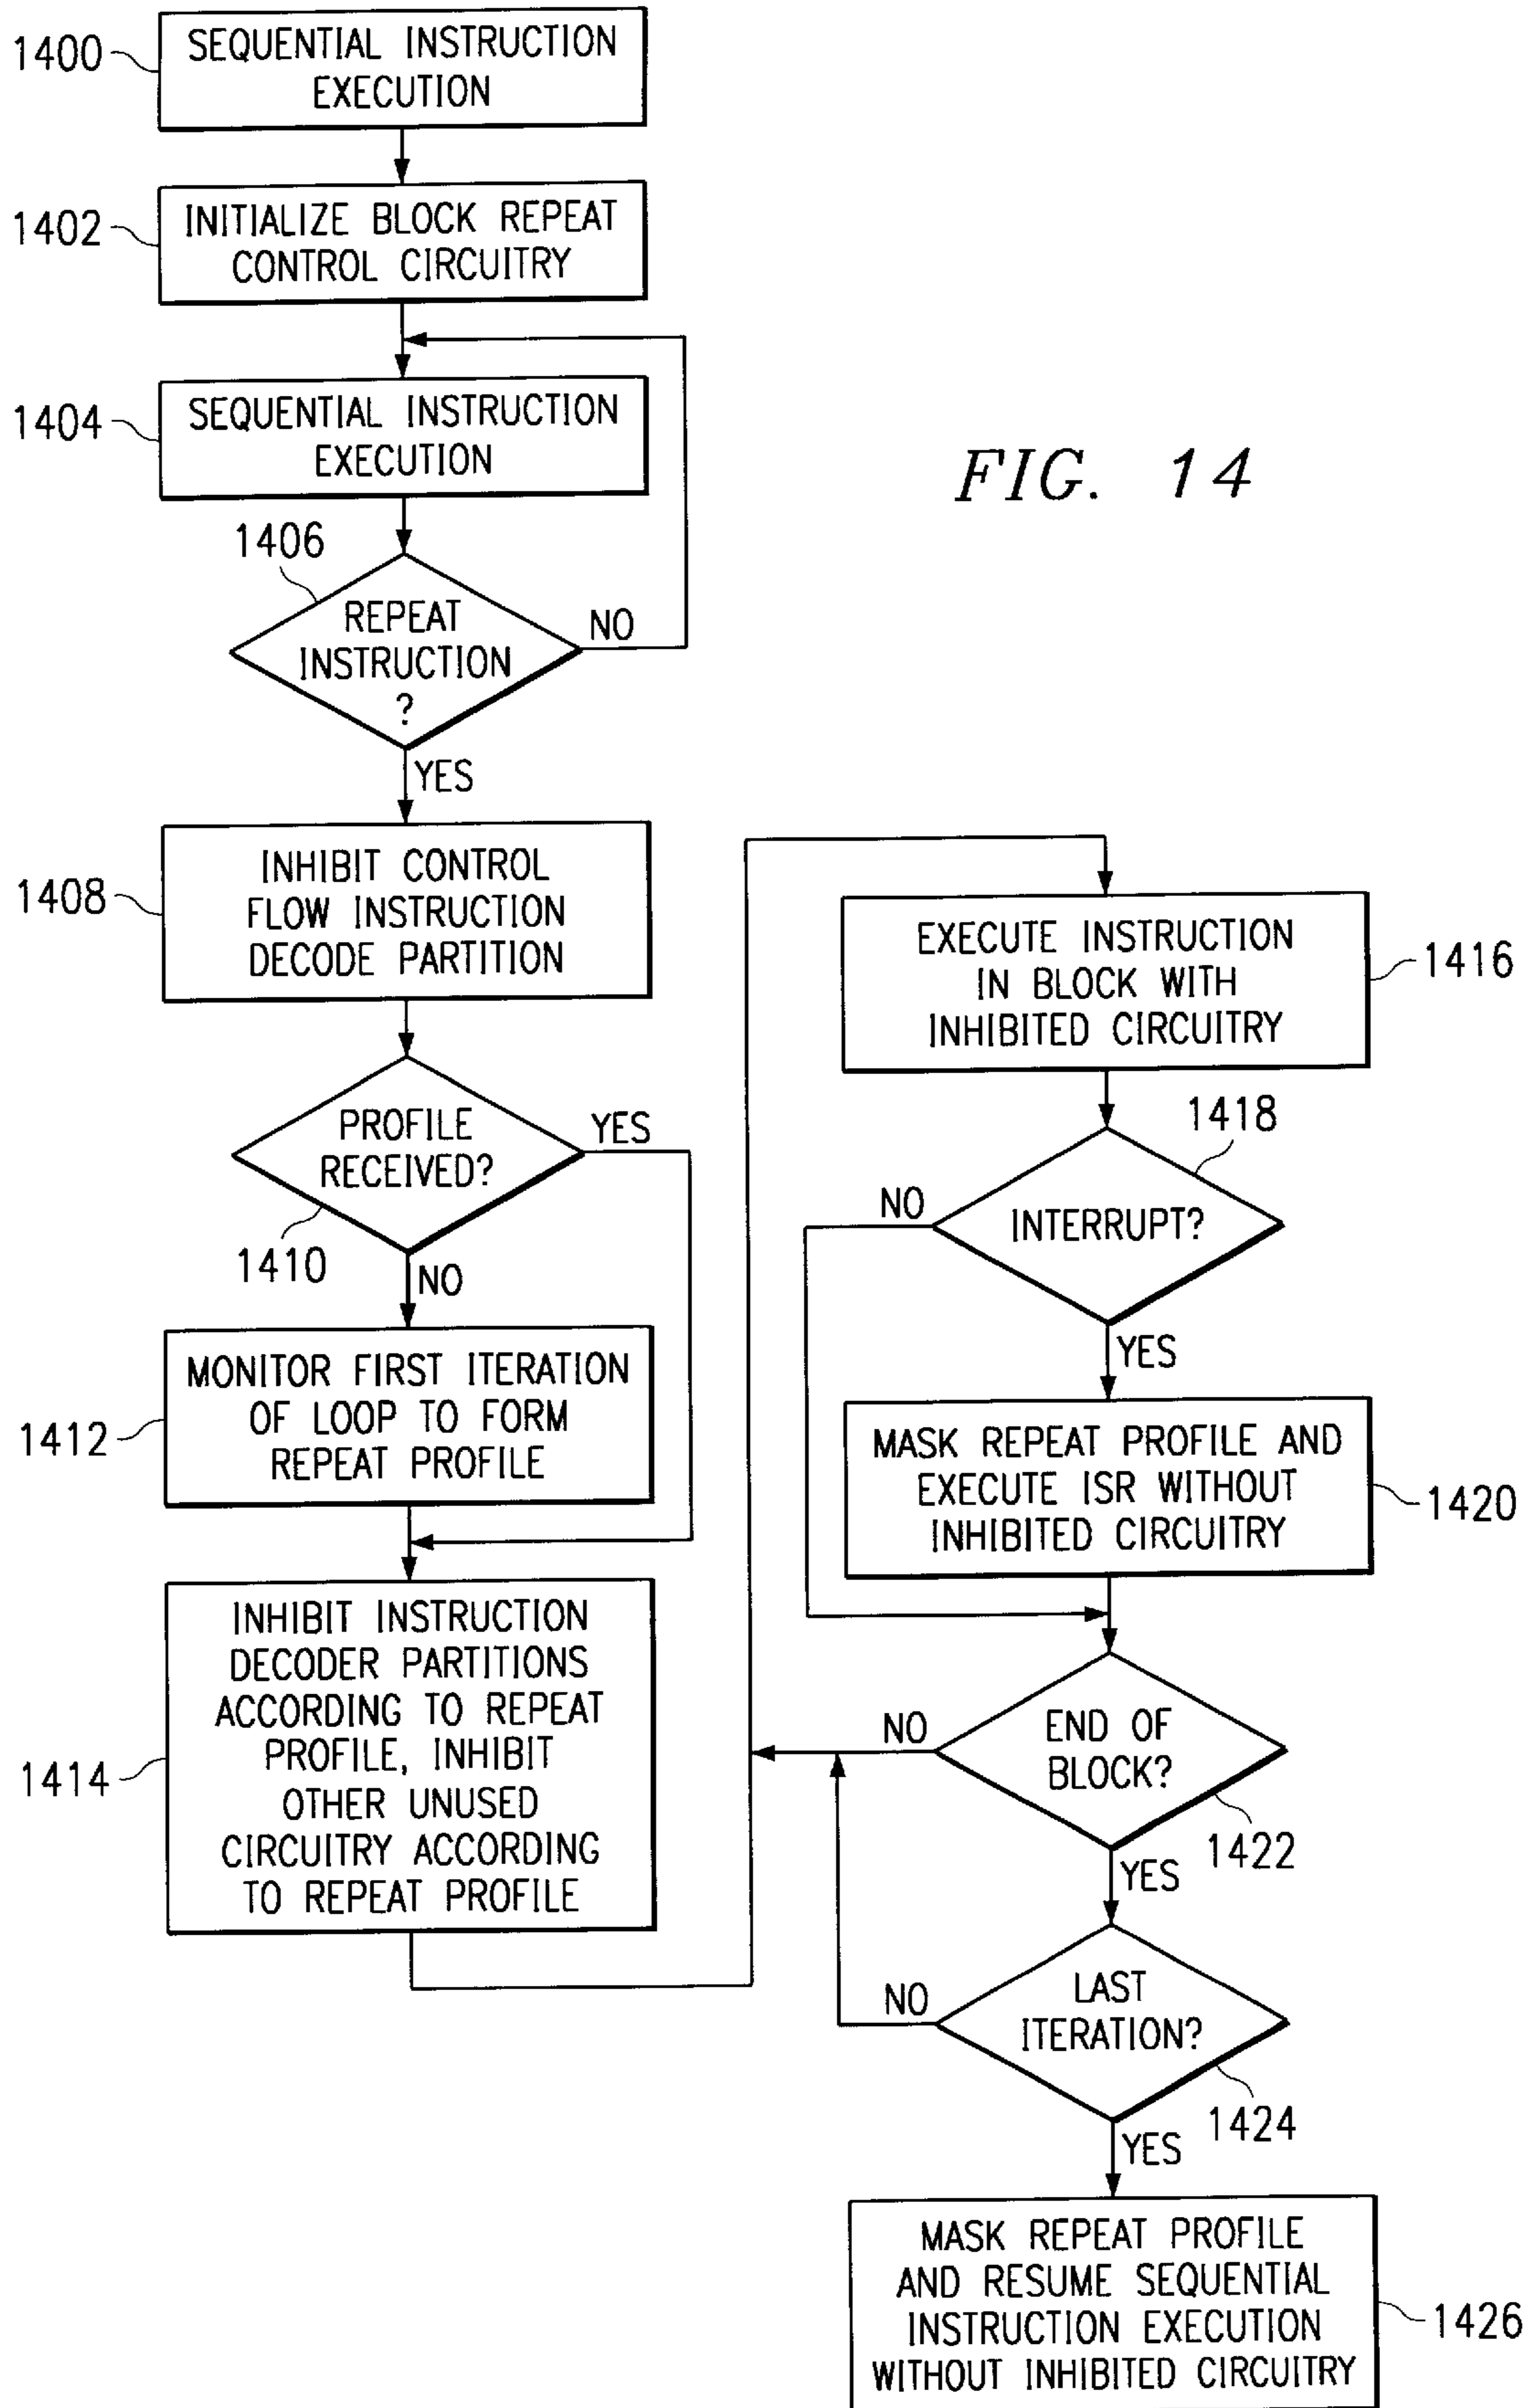 1400
SEQUENTIAL INSTRUCTION
EXECUTION
1402
INITIALIZE BLOCK REPEAT
CONTROL CIRCUITRY
1404
SEQUENTIAL INSTRUCTION
EXECUTION
FIG. 14
1406
REPEAT
INSTRUCTION
?
NO
YES
1408
INHIBIT CONTROL
FLOW INSTRUCTION
DECODE PARTITION
PROFILE
RECEIVED?
YES
1410
NO
1412
MONITOR FIRST ITERATION
OF LOOP TO FORM
REPEAT PROFILE
1414
INHIBIT INSTRUCTION
DECODER PARTITIONS
ACCORDING TO REPEAT
PROFILE, INHIBIT
OTHER UNUSED
CIRCUITRY ACCORDING
TO REPEAT PROFILE
EXECUTE INSTRUCTION
IN BLOCK WITH
INHIBITED CIRCUITRY
1416
1418
NO
INTERRUPT?
YES
MASK REPEAT PROFILE AND
EXECUTE ISR WITHOUT
INHIBITED CIRCUITRY
1420
NO
END OF
BLOCK?
1422
YES
NO
LAST
ITERATION?
1424
YES
MASK REPEAT PROFILE
AND RESUME SEQUENTIAL
INSTRUCTION EXECUTION
WITHOUT INHIBITED CIRCUITRY
1426